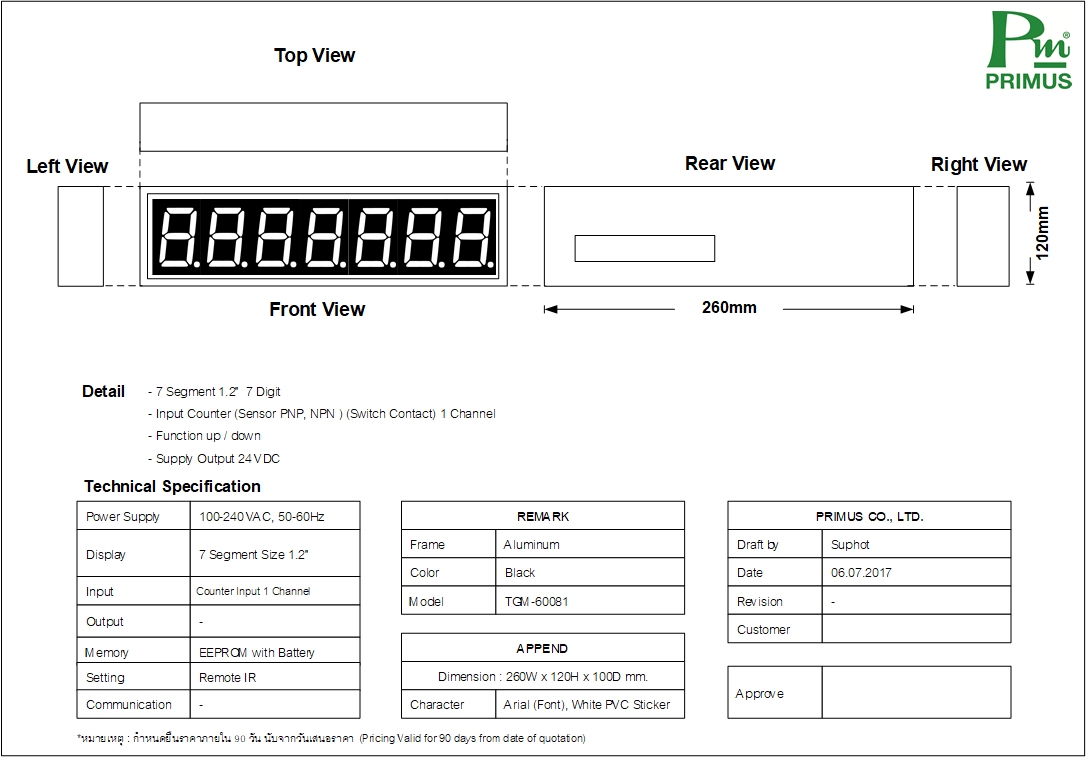 Top View
Pm®
PRIMUS
Left View
Rear View
Right View
8.8.8.8.8.8.8.
120mm
Front View
260mm
Detail
- 7 Segment 1.2" 7 Digit
- Input Counter (Sensor PNP, NPN ) (Switch Contact) 1 Channel
- Function up / down
- Supply Output 24VDC
Technical Specification
Power Supply 100-240VAC, 50-60Hz
Display 7 Segment Size 1.2"
Input Counter Input 1 Channel
Output -
Memory EEPROM with Battery
Setting Remote IR
Communication -
REMARK
Frame Aluminum
Color Black
Model TGM-60081
APPEND
Dimension : 260W x 120H x 100D mm.
Character Arial (Font), White PVC Sticker
PRIMUS CO., LTD.
Draft by Suphot
Date 06.07.2017
Revision -
Customer
Approve
*หมายเหตุ : กำหนดยืนราคาภายใน 90 วัน นับจากวันเสนอราคา (Pricing Valid for 90 days from date of quotation)